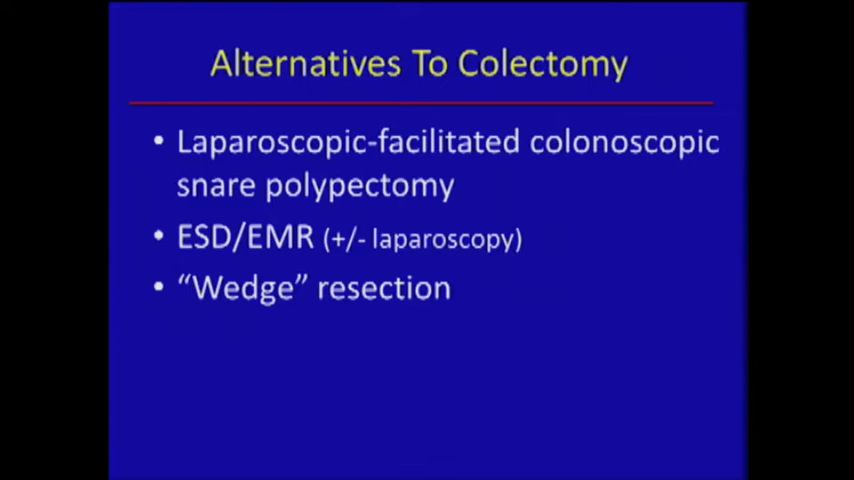 Alternatives To Colectomy
• Laparoscopic-facilitated colonoscopic
snare polypectomy
• ESD/EMR (+/- laparoscopy)
• “Wedge” resection